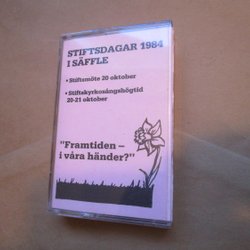 STIFTSDAGAR 1984
I SÄFFLE
• Stiftsmöte 20 oktober
• Stiftskyrkosångshögtid
20-21 oktober
"Framtiden –
i våra händer?"